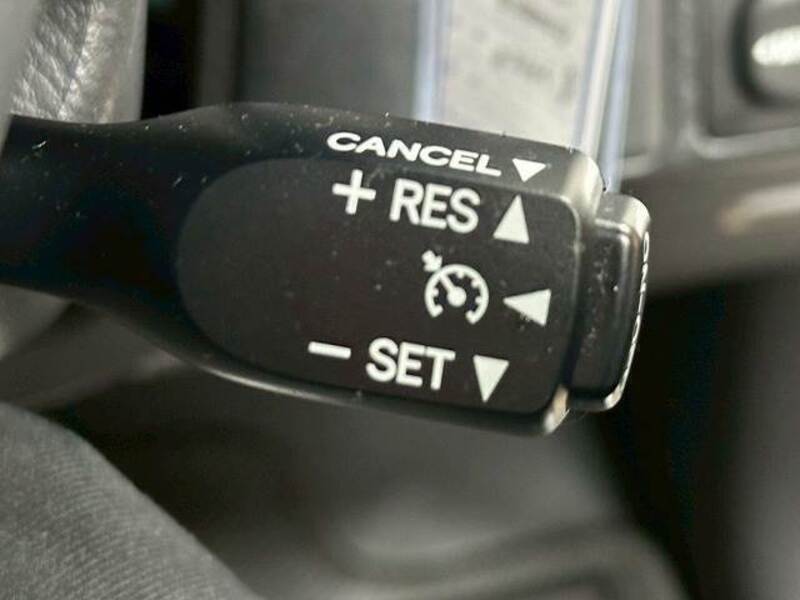 CANCEL ▼
+ RES ▲
◀
− SET ▼